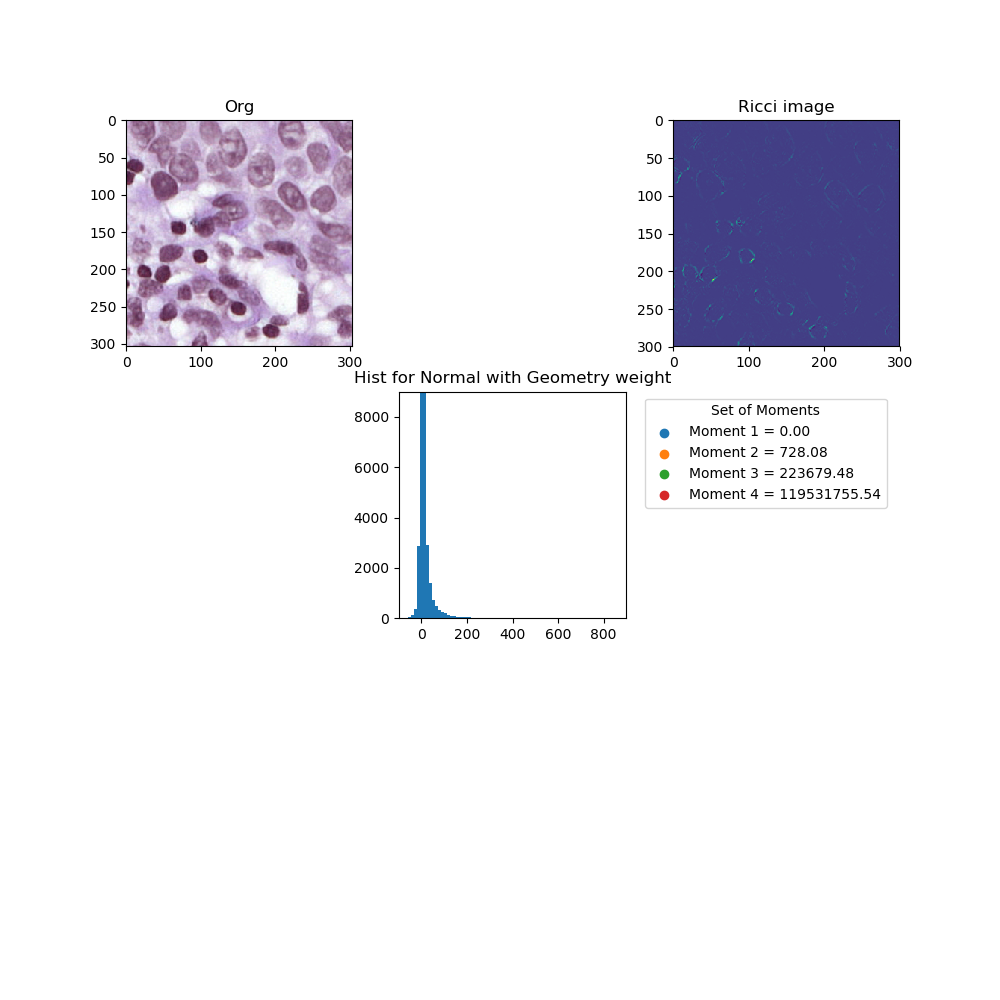 Org
0
50
100
150
200
250
300
0 100 200 300
Ricci image
0
50
100
150
200
250
300
0 100 200 300
Hist for Normal with Geometry weight
8000
6000
4000
2000
0
0 200 400 600 800
Set of Moments
Moment 1 = 0.00
Moment 2 = 728.08
Moment 3 = 223679.48
Moment 4 = 119531755.54